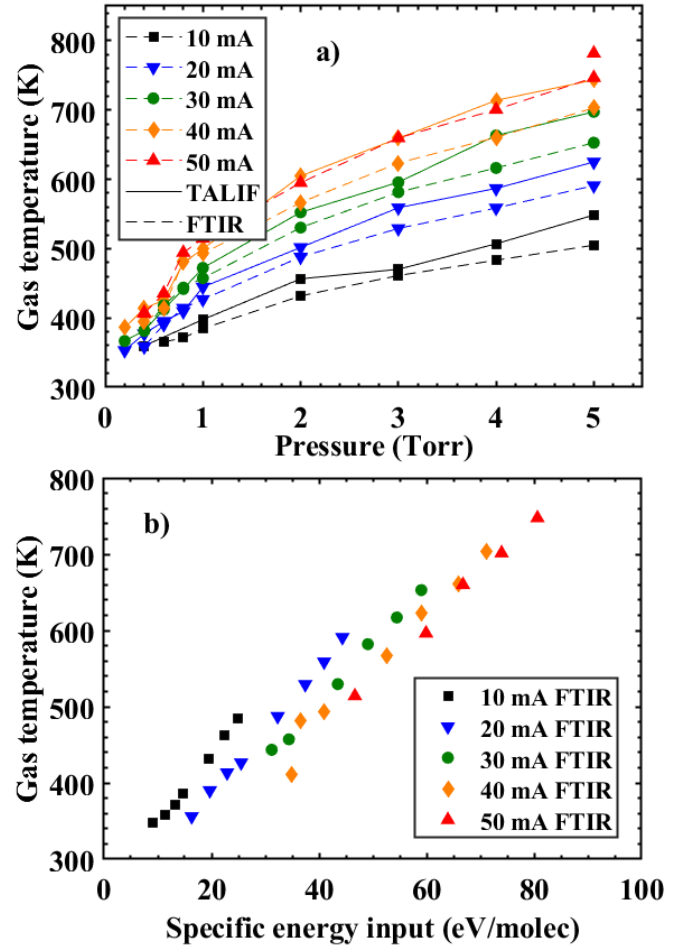 800
700
600
500
400
300
Gas temperature (K)
a)
10 mA
20 mA
30 mA
40 mA
50 mA
TALIF
FTIR
0 1 2 3 4 5
Pressure (Torr)
800
700
600
500
400
300
Gas temperature (K)
b)
10 mA FTIR
20 mA FTIR
30 mA FTIR
40 mA FTIR
50 mA FTIR
0 20 40 60 80 100
Specific energy input (eV/molec)